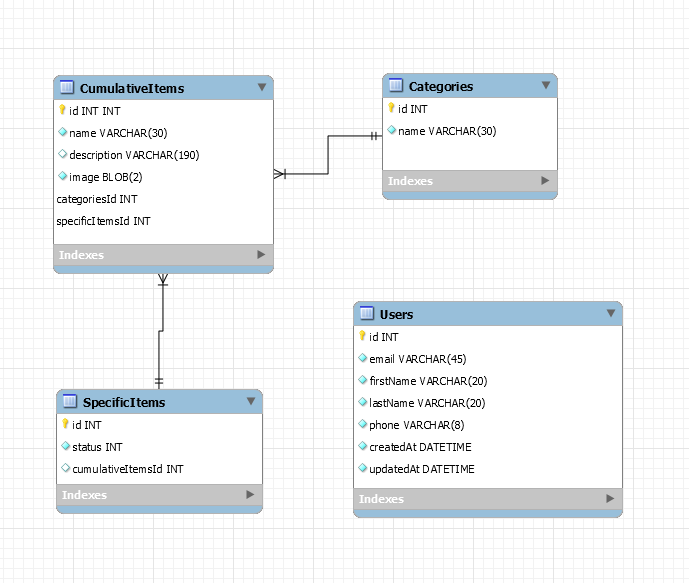 CumulativeItems
id INT INT
name VARCHAR(30)
description VARCHAR(190)
image BLOB(2)
categoriesId INT
specificItemsId INT
Indexes
Categories
id INT
name VARCHAR(30)
Indexes
SpecificItems
id INT
status INT
cumulativeItemsId INT
Indexes
Users
id INT
email VARCHAR(45)
firstName VARCHAR(20)
lastName VARCHAR(20)
phone VARCHAR(8)
createdAt DATETIME
updatedAt DATETIME
Indexes